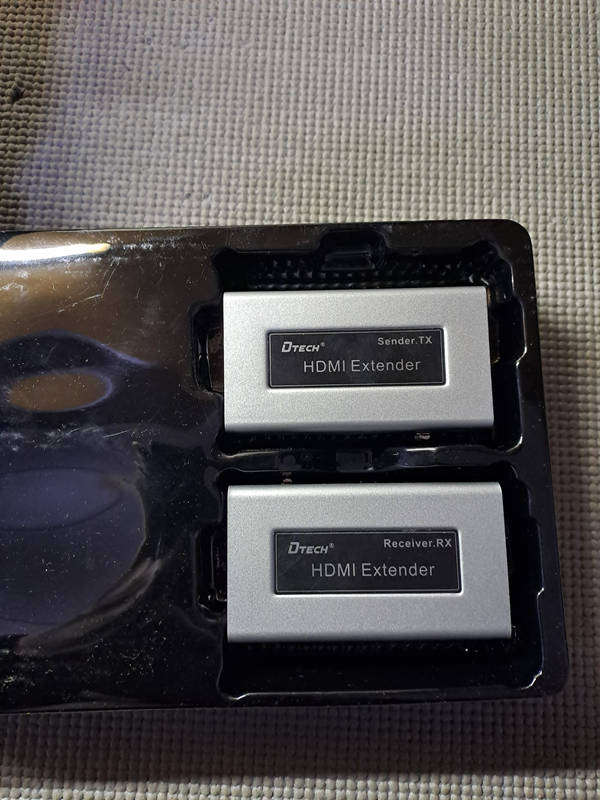 DTECH® Sender.TX
HDMI Extender
DTECH® Receiver.RX
HDMI Extender